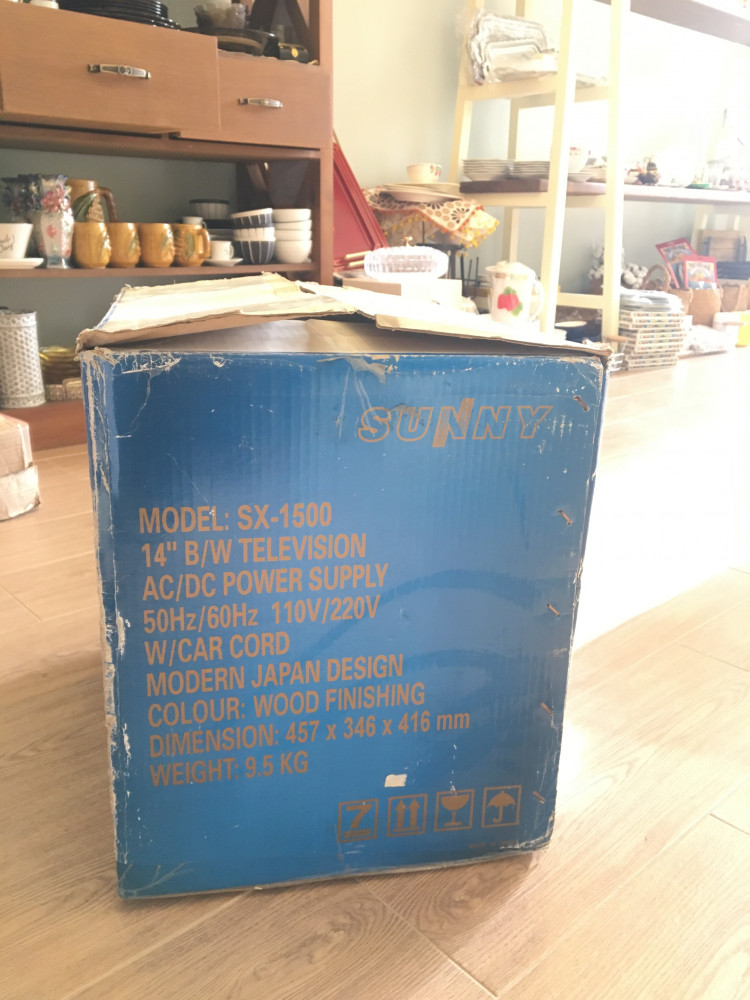 SUNNY
MODEL: SX-1500
14" B/W TELEVISION
AC/DC POWER SUPPLY
50Hz/60Hz 110V/220V
W/CAR CORD
MODERN JAPAN DESIGN
COLOUR: WOOD FINISHING
DIMENSION: 457 x 346 x 416 mm
WEIGHT: 9.5 KG